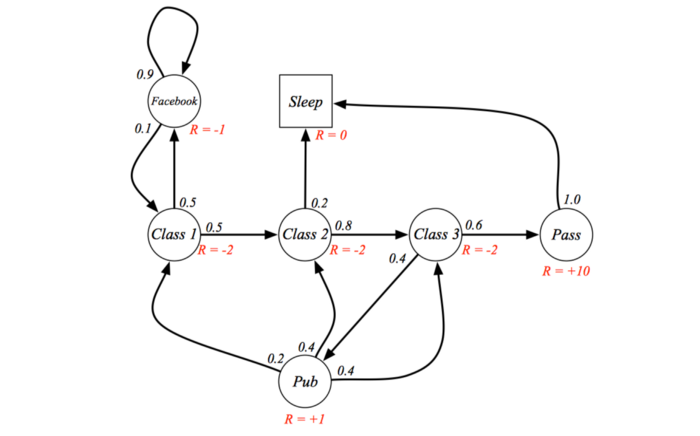 0.9
Facebook
Sleep
0.1
R = -1
R = 0
0.5
0.2
1.0
Class 1
0.5
Class 2
0.8
Class 3
0.6
Pass
R = -2
R = -2
R = -2
0.4
R = +10
0.4
0.2
0.4
Pub
R = +1